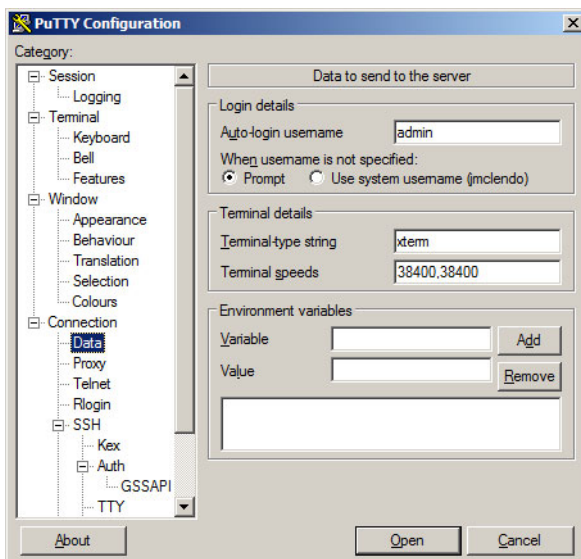 PuTTY Configuration
Category:
Session
Logging
Terminal
Keyboard
Bell
Features
Window
Appearance
Behaviour
Translation
Selection
Colours
Connection
Data
Proxy
Telnet
Rlogin
SSH
Kex
Auth
GSSAPI
TTY
Data to send to the server
Login details
Auto-login username admin
When username is not specified:
Prompt Use system username (jmclendo)
Terminal details
Terminal-type string xterm
Terminal speeds 38400,38400
Environment variables
Variable Add
Value Remove
About Open Cancel